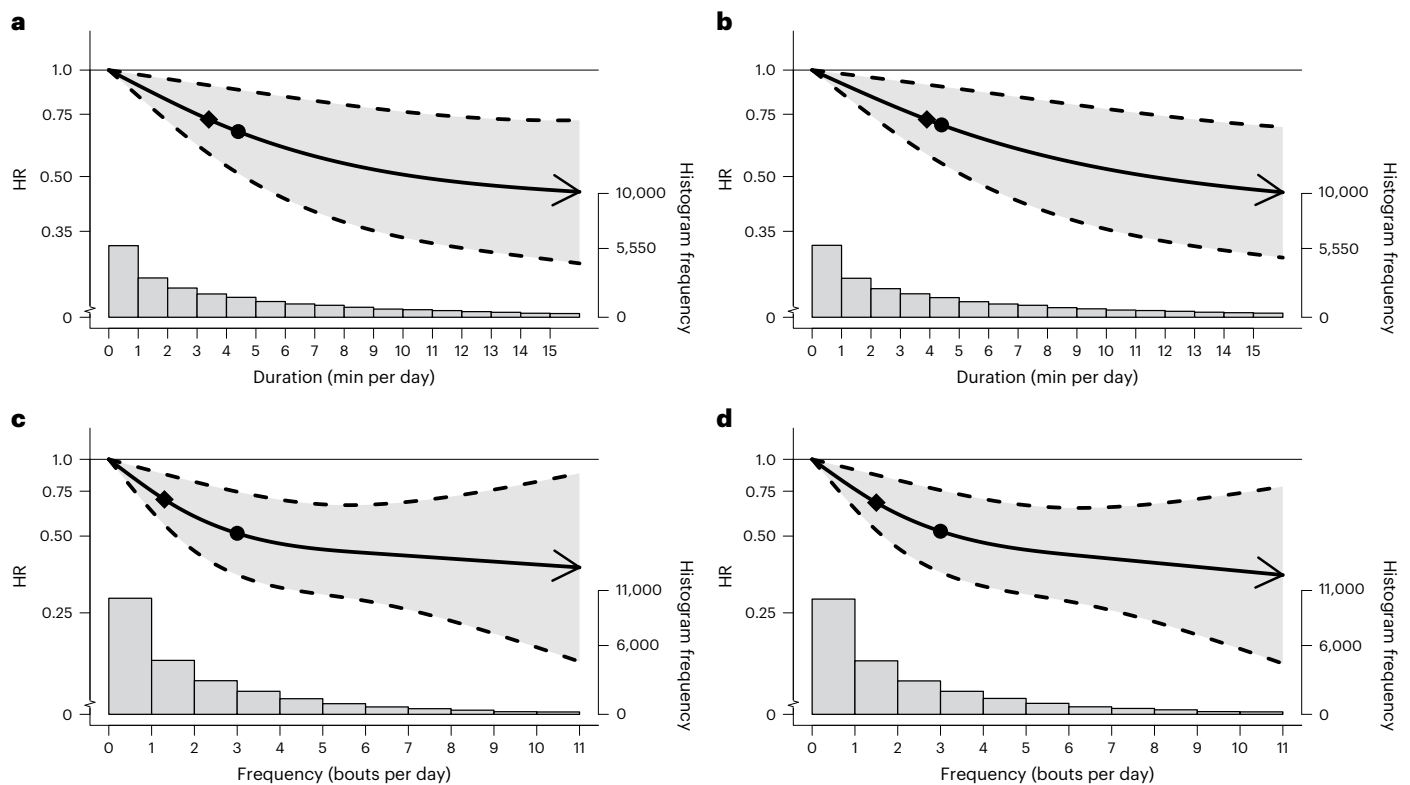 a
1.0
0.75
0.50
0.35
0
HR
10,000
5,550
0
Histogram frequency
0 1 2 3 4 5 6 7 8 9 10 11 12 13 14 15
Duration (min per day)
b
1.0
0.75
0.50
0.35
0
HR
10,000
5,550
0
Histogram frequency
0 1 2 3 4 5 6 7 8 9 10 11 12 13 14 15
Duration (min per day)
c
1.0
0.75
0.50
0.25
0
HR
11,000
6,000
0
Histogram frequency
0 1 2 3 4 5 6 7 8 9 10 11
Frequency (bouts per day)
d
1.0
0.75
0.50
0.25
0
HR
11,000
6,000
0
Histogram frequency
0 1 2 3 4 5 6 7 8 9 10 11
Frequency (bouts per day)